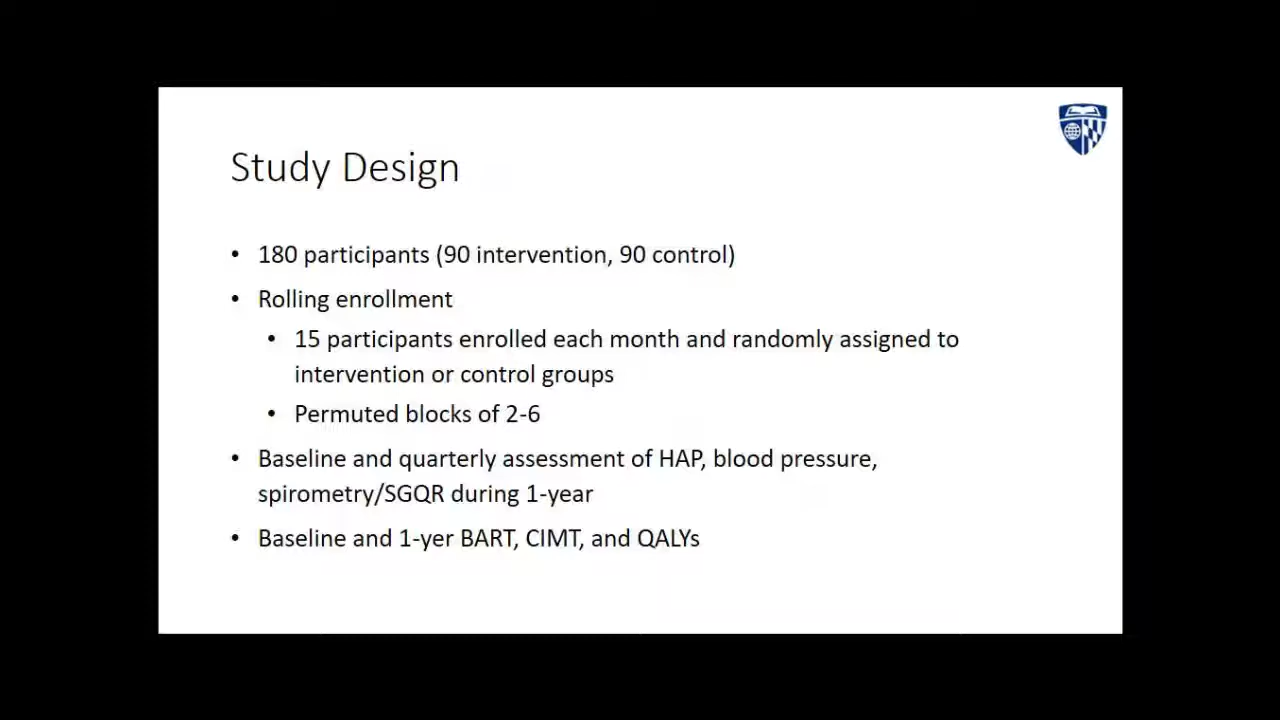 Study Design
• 180 participants (90 intervention, 90 control)
• Rolling enrollment
• 15 participants enrolled each month and randomly assigned to
intervention or control groups
• Permuted blocks of 2-6
• Baseline and quarterly assessment of HAP, blood pressure,
spirometry/SGQR during 1-year
• Baseline and 1-yer BART, CIMT, and QALYs